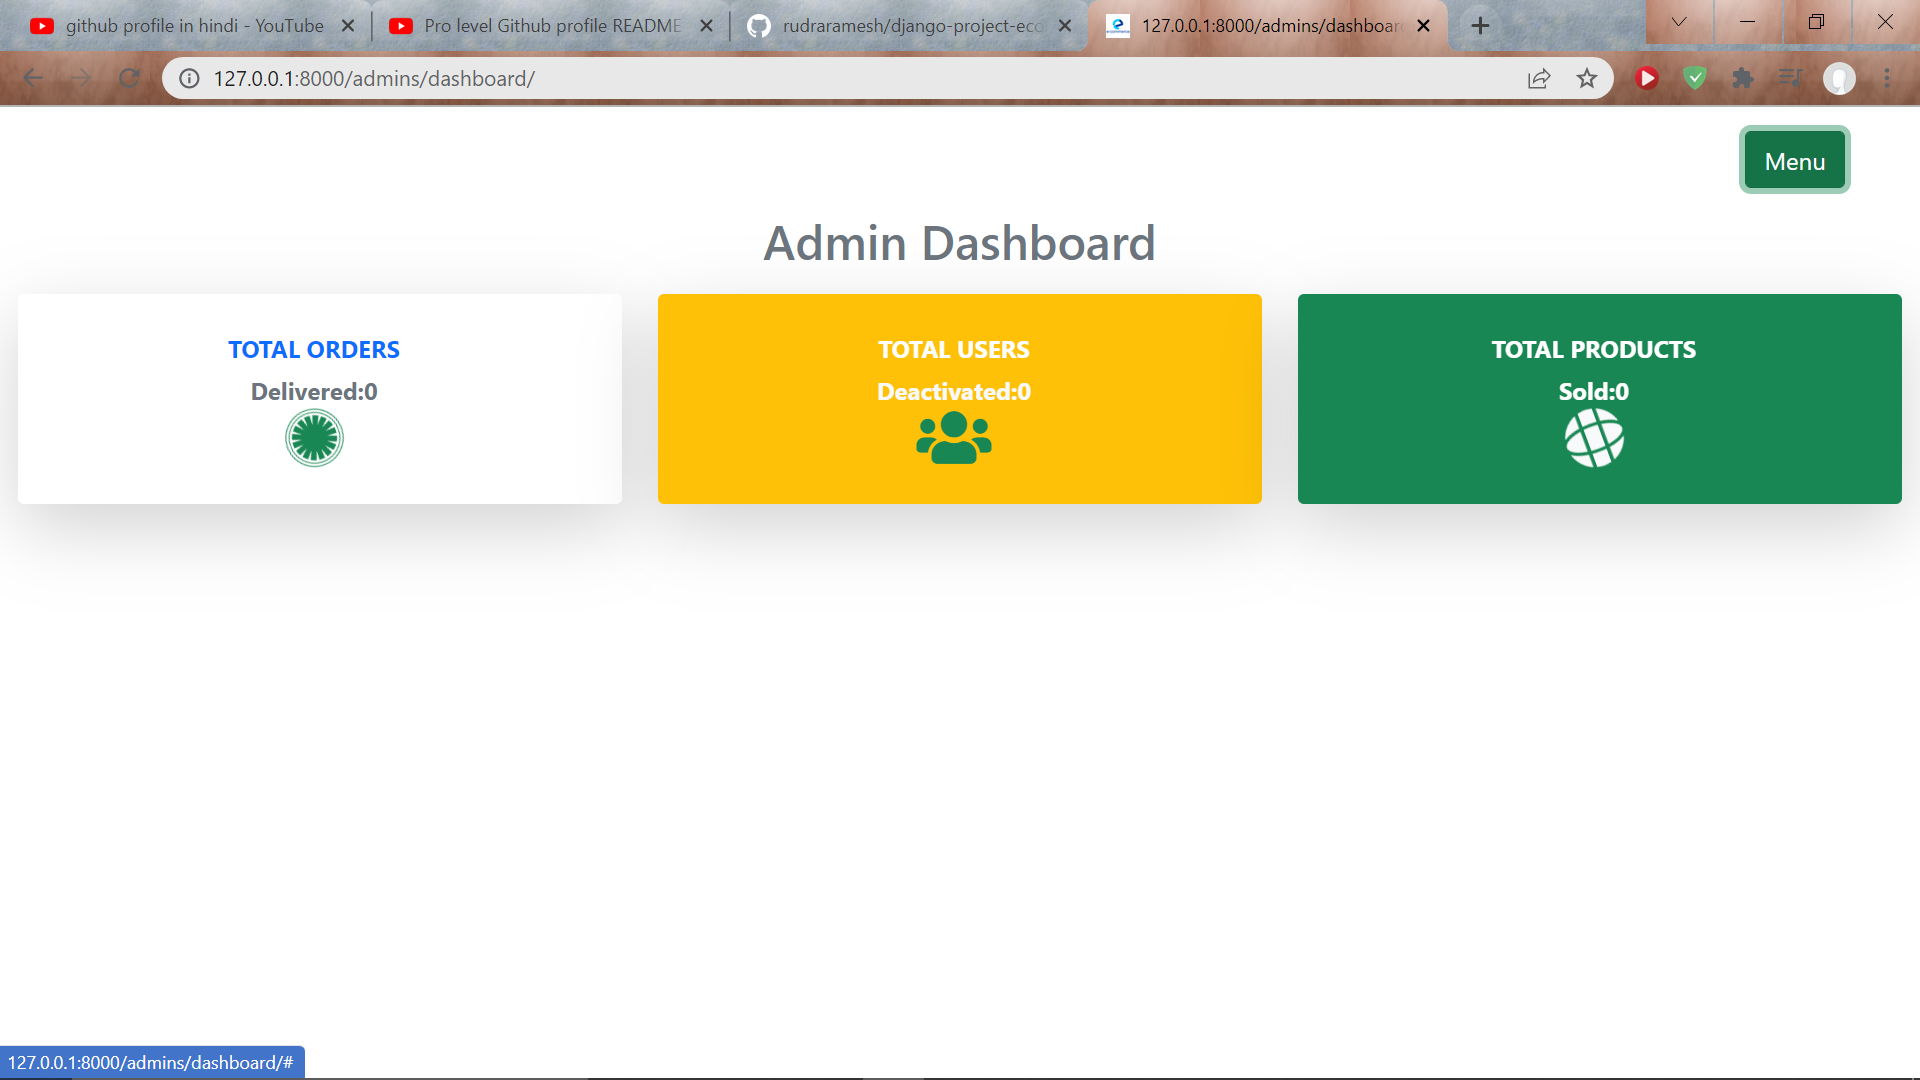 github profile in hindi - YouTube
Pro level Github profile README
rudraramesh/django-project-eco
127.0.0.1:8000/admins/dashboar
127.0.0.1:8000/admins/dashboard/
Menu
Admin Dashboard
TOTAL ORDERS
Delivered:0
TOTAL USERS
Deactivated:0
TOTAL PRODUCTS
Sold:0
127.0.0.1:8000/admins/dashboard/#